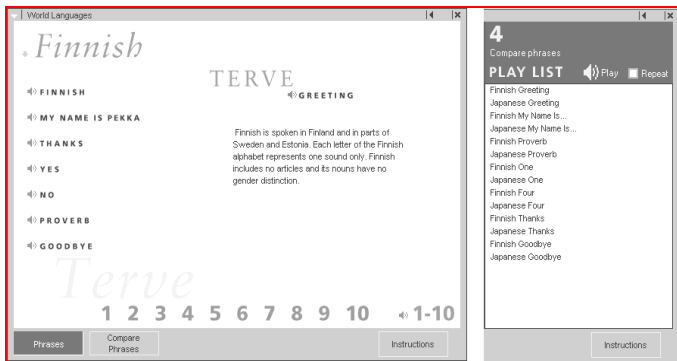 World Languages
Finnish
TERVE
GREETING
FINNISH
MY NAME IS PEKKA
THANKS
YES
NO
PROVERB
GOODBYE
Finnish is spoken in Finland and in parts of
Sweden and Estonia. Each letter of the Finnish
alphabet represents one sound only. Finnish
includes no articles and its nouns have no
gender distinction.
Terve
1 2 3 4 5 6 7 8 9 10 1-10
Phrases
Compare
Phrases
Instructions
4
Compare phrases
PLAY LIST Play Repeat
Finnish Greeting
Japanese Greeting
Finnish My Name Is...
Japanese My Name Is...
Finnish Proverb
Japanese Proverb
Finnish One
Japanese One
Finnish Four
Japanese Four
Finnish Thanks
Japanese Thanks
Finnish Goodbye
Japanese Goodbye
Instructions